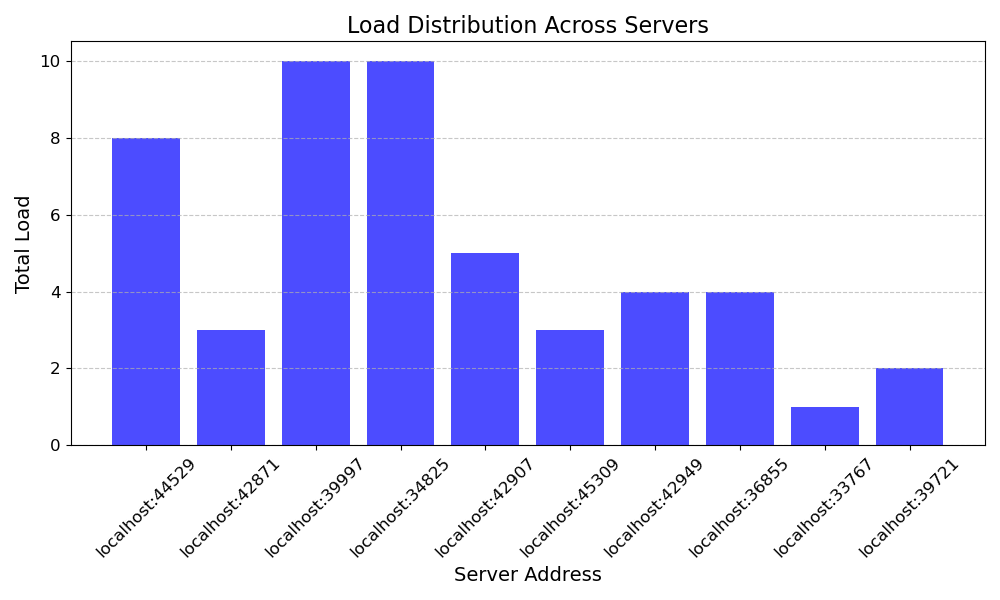 Load Distribution Across Servers
Total Load
10
8
6
4
2
0
localhost:44529
localhost:42871
localhost:39997
localhost:34825
localhost:42907
localhost:45309
localhost:42949
localhost:36855
localhost:33767
localhost:39721
Server Address